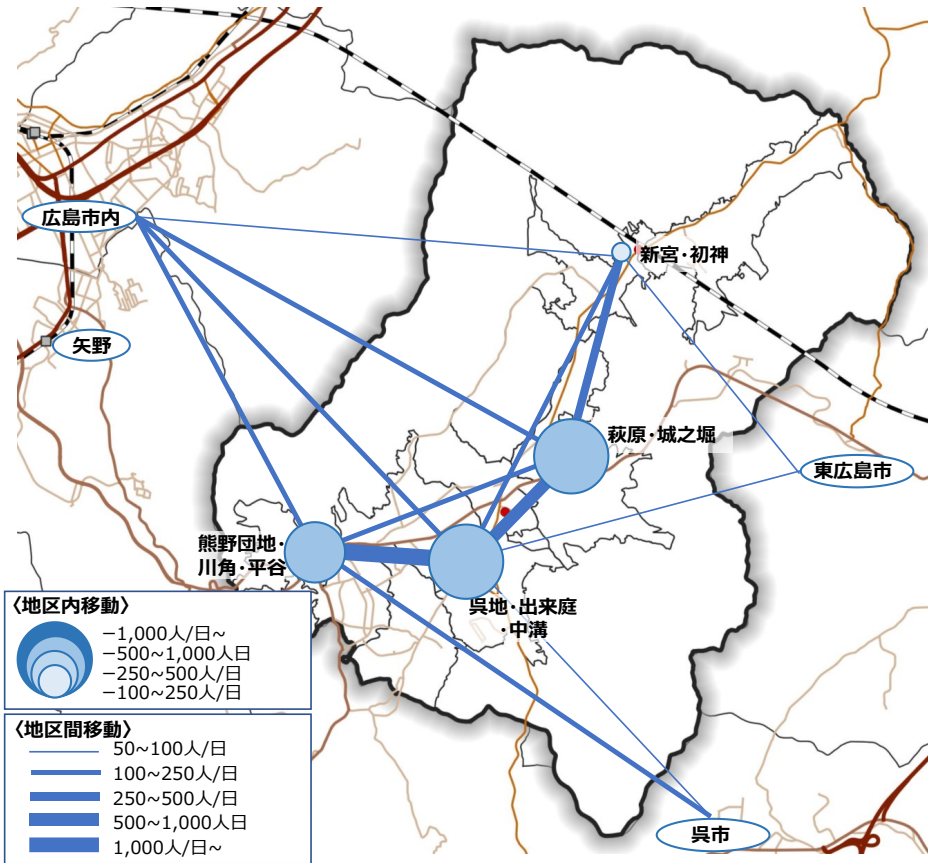 広島市内
新宮・初神
矢野
萩原・城之堀
東広島市
熊野団地・
川角・平谷
呉地・出来庭
・中溝
〈地区内移動〉
－1,000人/日~
－500~1,000人日
－250~500人/日
－100~250人/日
〈地区間移動〉
50~100人/日
100~250人/日
250~500人/日
500~1,000人日
1,000人/日~
呉市